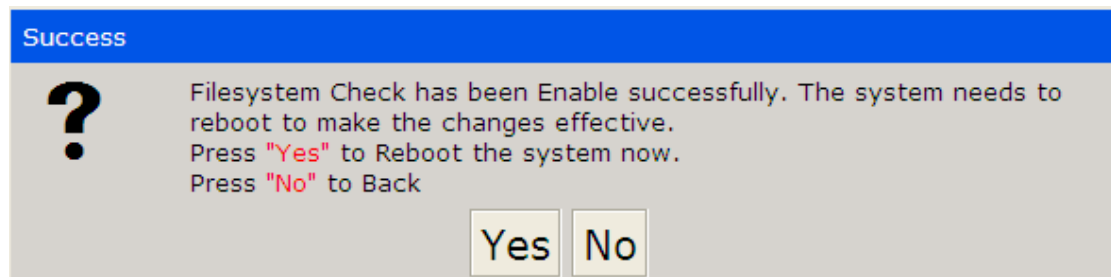 Success
Filesystem Check has been Enable successfully. The system needs to
reboot to make the changes effective.
Press "Yes" to Reboot the system now.
Press "No" to Back
Yes No